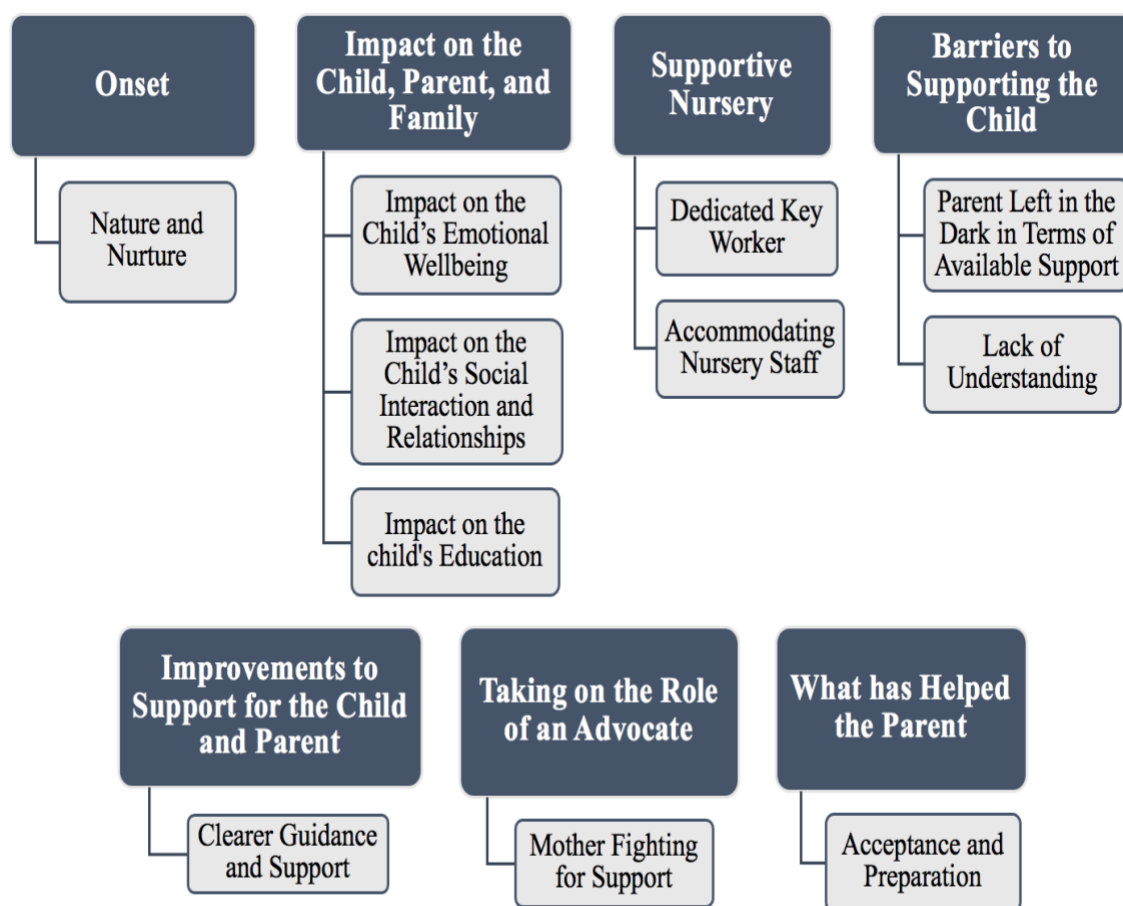 Onset
Nature and
Nurture
Impact on the
Child, Parent, and
Family
Impact on the
Child’s Emotional
Wellbeing
Impact on the
Child’s Social
Interaction and
Relationships
Impact on the
child's Education
Supportive
Nursery
Dedicated Key
Worker
Accommodating
Nursery Staff
Barriers to
Supporting the
Child
Parent Left in the
Dark in Terms of
Available Support
Lack of
Understanding
Improvements to
Support for the Child
and Parent
Clearer Guidance
and Support
Taking on the Role
of an Advocate
Mother Fighting
for Support
What has Helped
the Parent
Acceptance and
Preparation